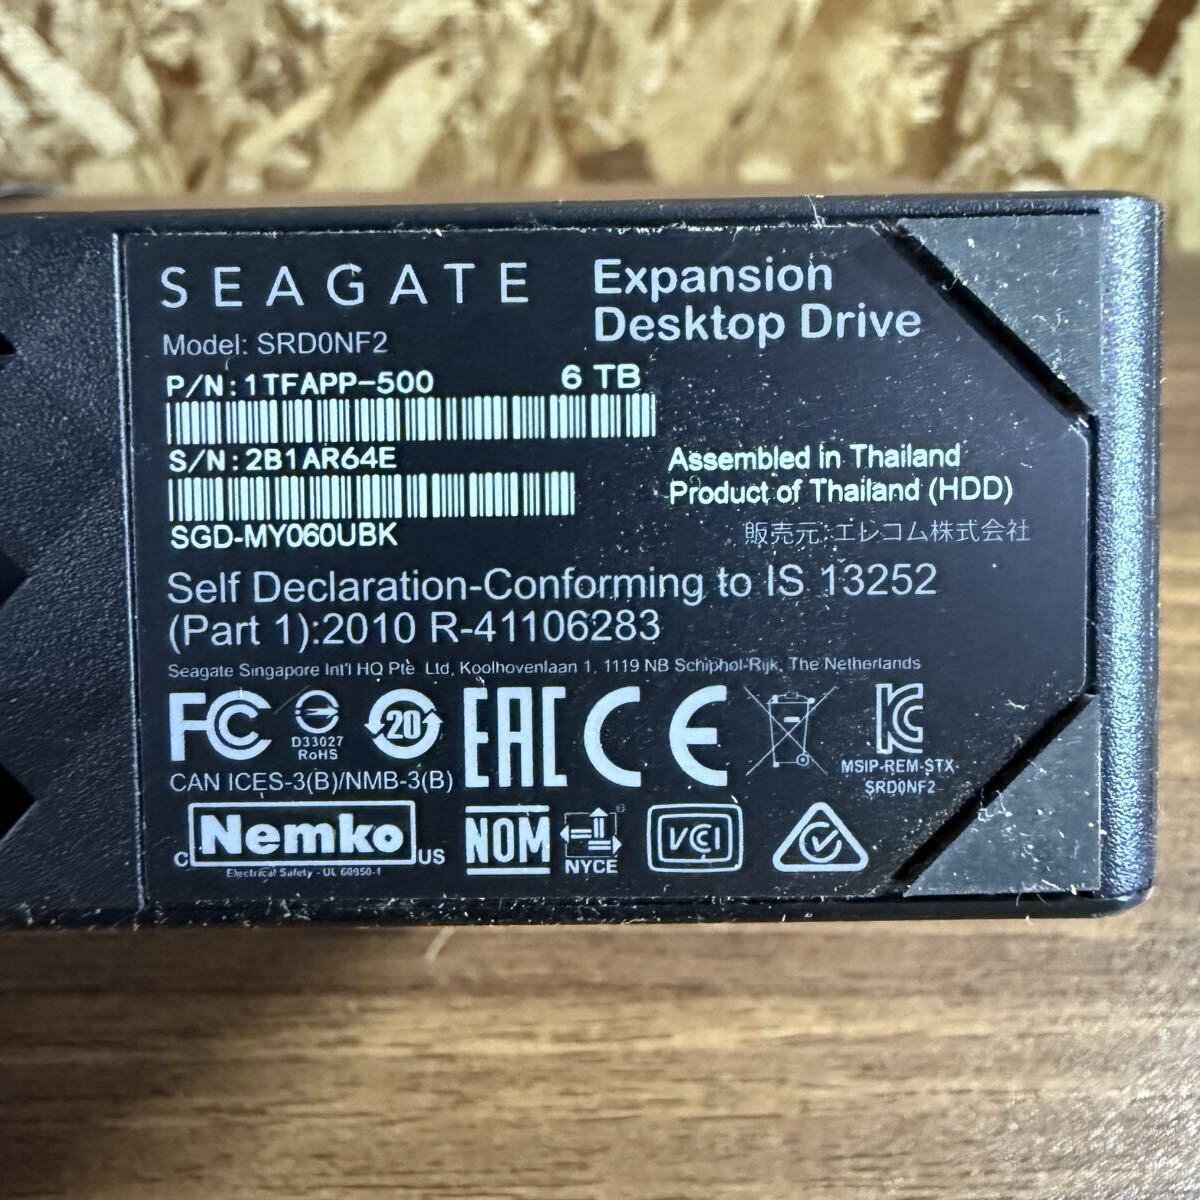 SEAGATE
Expansion
Desktop Drive
Model: SRD0NF2
P/N:1TFAPP-500 6 TB
S/N:2B1AR64E
SGD-MY060UBK
Assembled in Thailand
Product of Thailand (HDD)
販売元:エレコム株式会社
Self Declaration-Conforming to IS 13252
(Part 1):2010 R-41106283
Seagate Singapore Int'l HQ Pte. Ltd, Koolhovenlaan 1, 1119 NB Schiphol-Rijk, The Netherlands
FC D33027 RoHS 20 EAC CE KC
CAN ICES-3(B)/NMB-3(B)
MSIP-REM-STX-
SRD0NF2
C Nemko US
Electrical Safety - UL 60950-1
NOM NYCE VCI